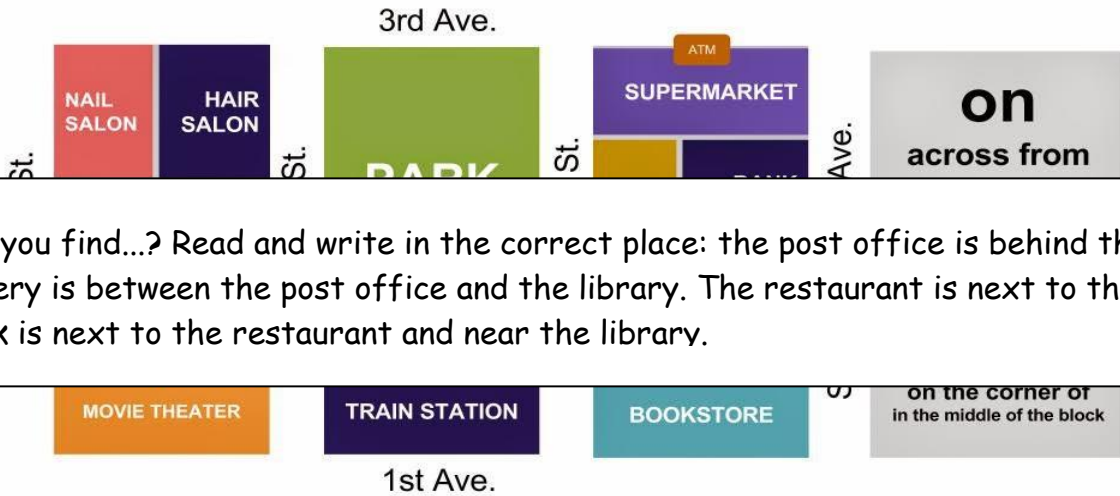 3rd Ave.
ATM
NAIL
SALON
HAIR
SALON
SUPERMARKET
on
across from
St.
St.
PARK
St.
Ave.
you find...? Read and write in the correct place: the post office is behind
is between the post office and the library. The restaurant is next to
is next to the restaurant and near the library.
on the corner of
in the middle of the block
MOVIE THEATER
TRAIN STATION
BOOKSTORE
1st Ave.